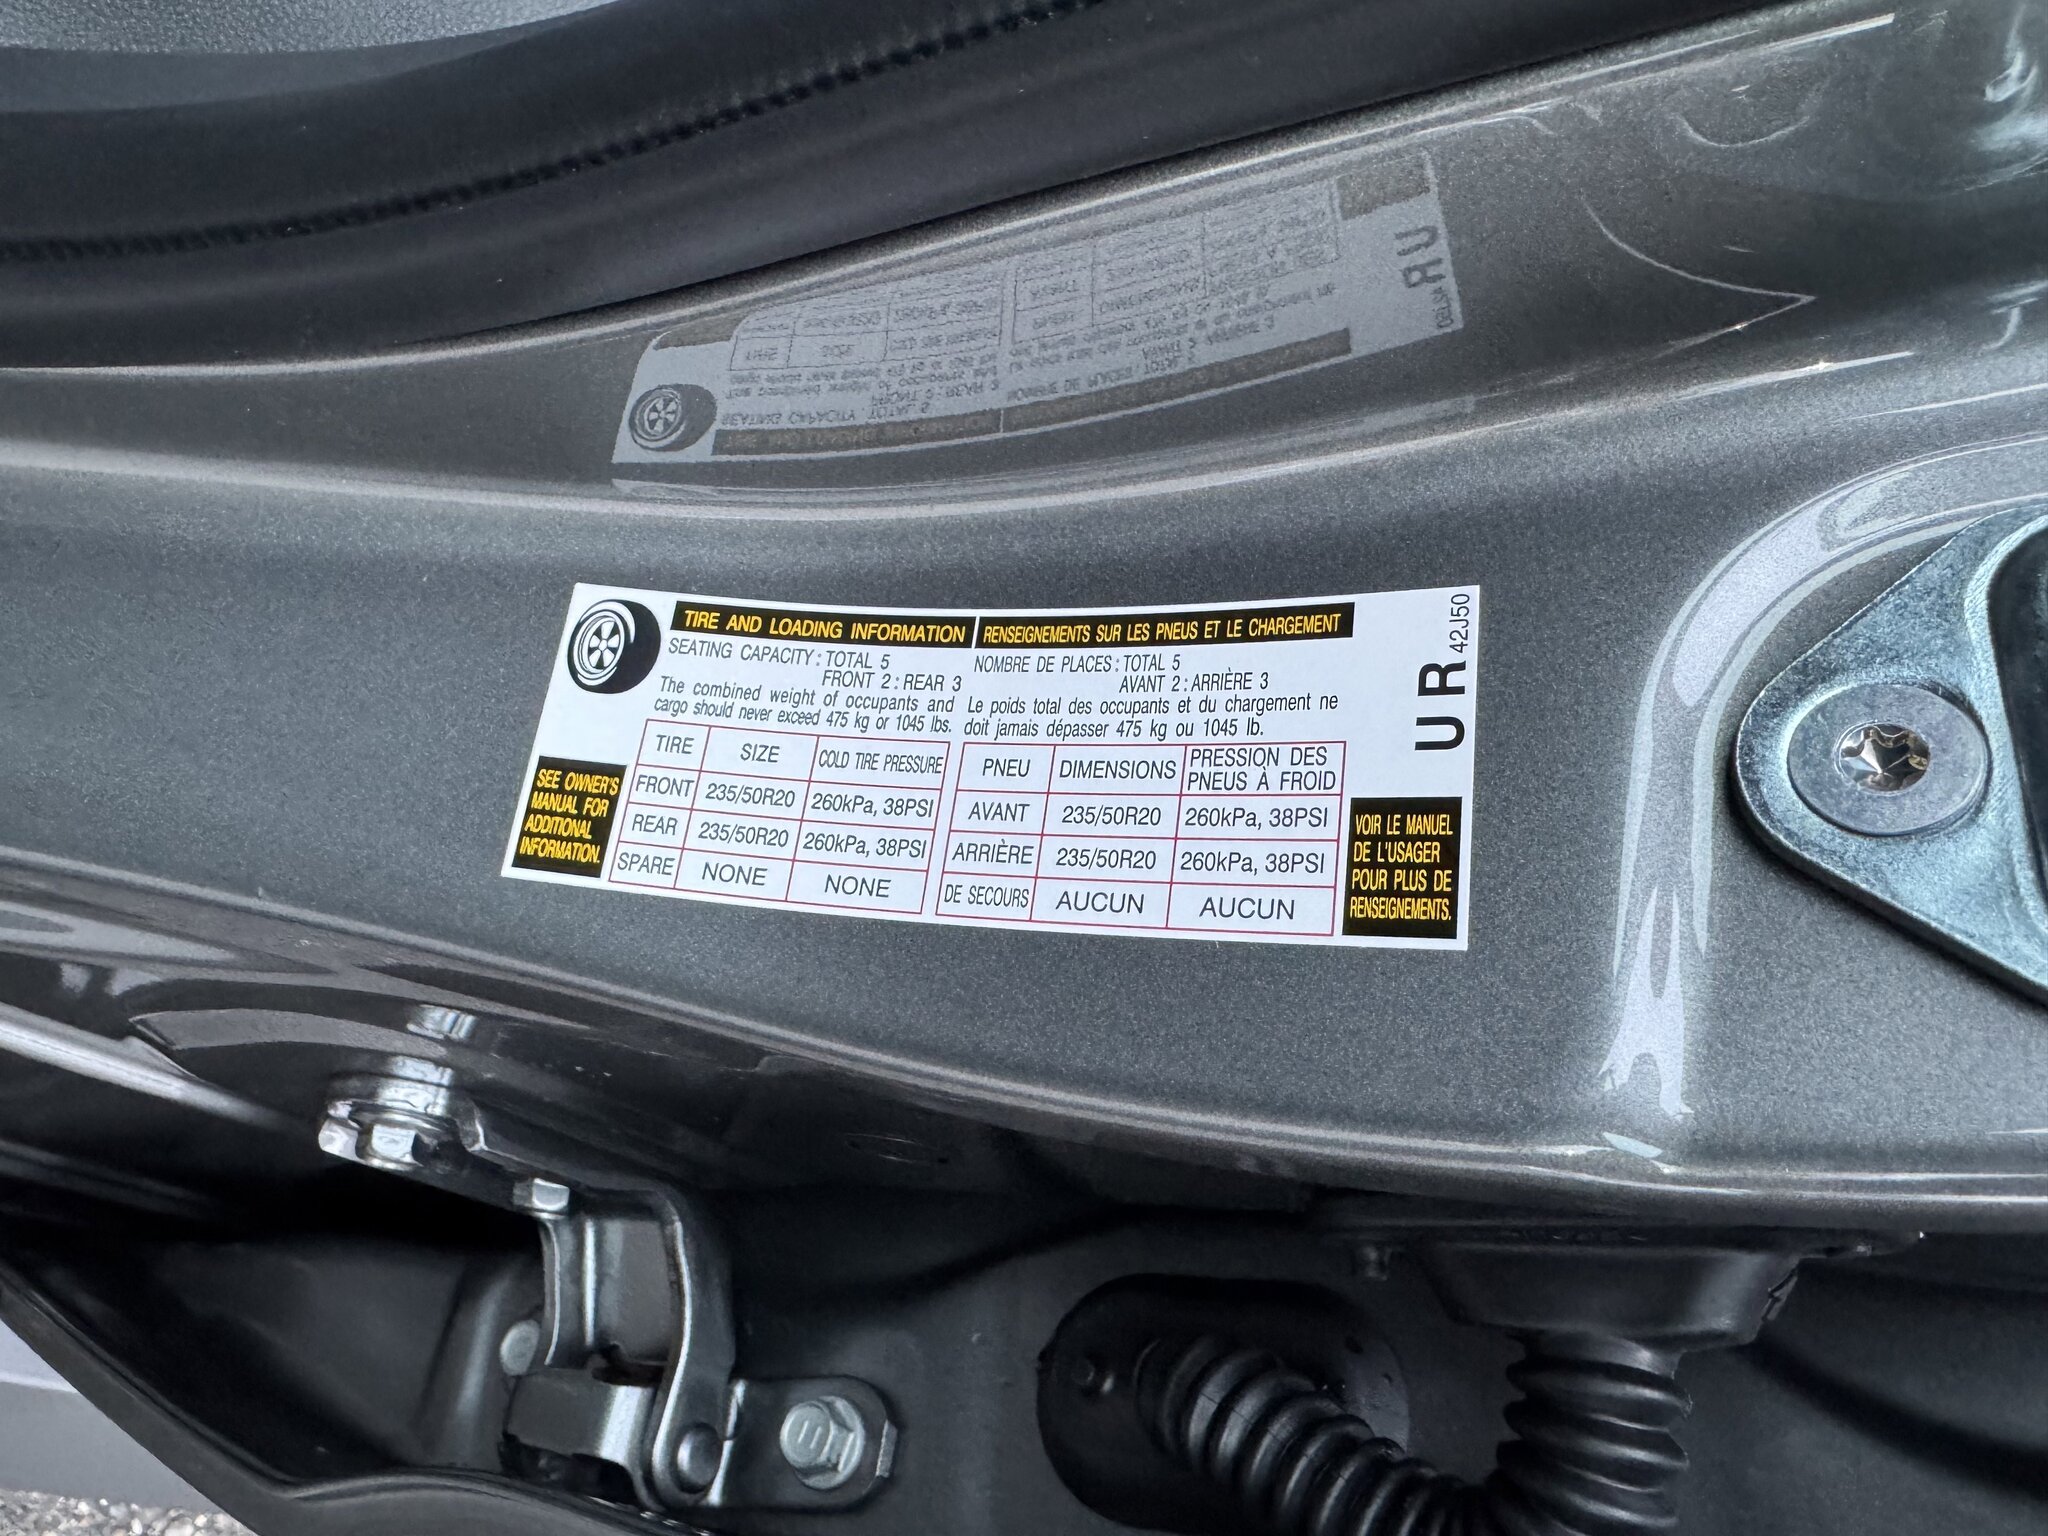 TIRE AND LOADING INFORMATION
SEATING CAPACITY : TOTAL 5
FRONT 2 : REAR 3
The combined weight of occupants and
cargo should never exceed 475 kg or 1045 lbs.
TIRE SIZE COLD TIRE PRESSURE
FRONT 235/50R20 260kPa, 38PSI
REAR 235/50R20 260kPa, 38PSI
SPARE NONE NONE
SEE OWNER'S
MANUAL FOR
ADDITIONAL
INFORMATION.
RENSEIGNEMENTS SUR LES PNEUS ET LE CHARGEMENT
NOMBRE DE PLACES : TOTAL 5
AVANT 2 : ARRIÈRE 3
Le poids total des occupants et du chargement ne
doit jamais dépasser 475 kg ou 1045 lb.
PNEU DIMENSIONS PRESSION DES
PNEUS À FROID
AVANT 235/50R20 260kPa, 38PSI
ARRIÈRE 235/50R20 260kPa, 38PSI
DE SECOURS AUCUN AUCUN
VOIR LE MANUEL
DE L'USAGER
POUR PLUS DE
RENSEIGNEMENTS.
UR 42J50